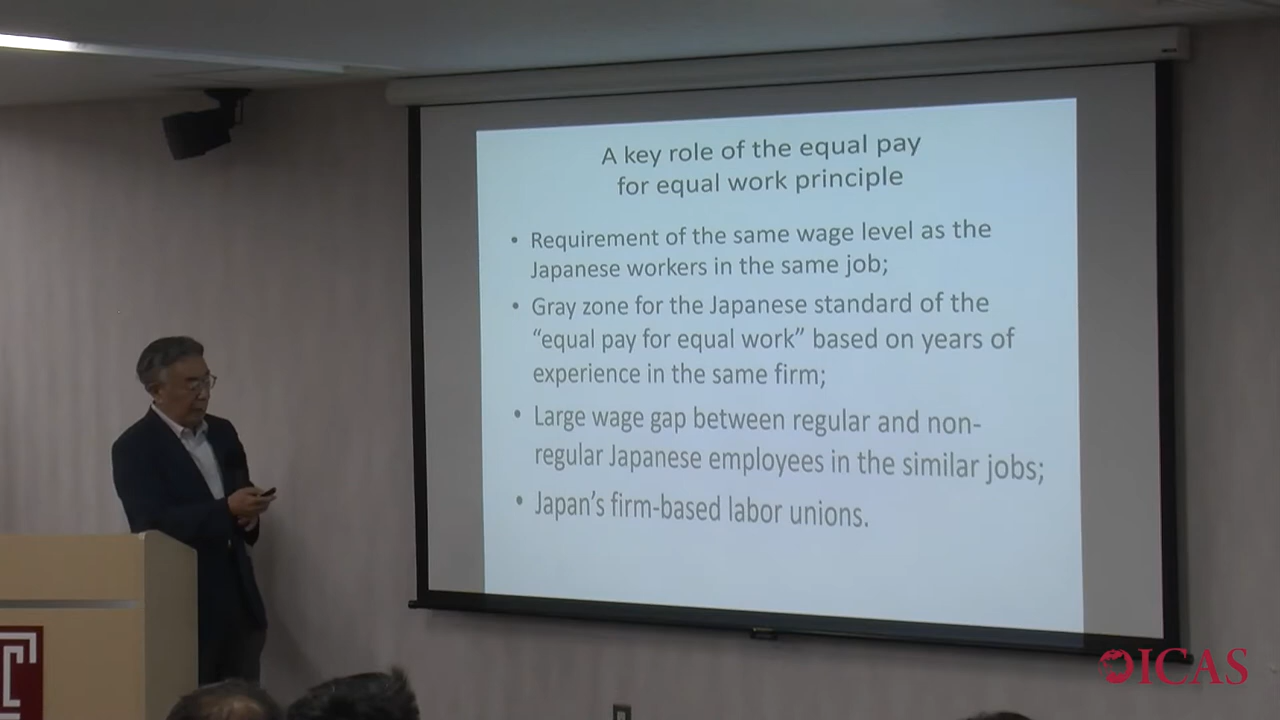 A key role of the equal pay
for equal work principle
• Requirement of the same wage level as the
Japanese workers in the same job;
• Gray zone for the Japanese standard of the
“equal pay for equal work” based on years of
experience in the same firm;
• Large wage gap between regular and non-
regular Japanese employees in the similar jobs;
• Japan’s firm-based labor unions.
ICAS